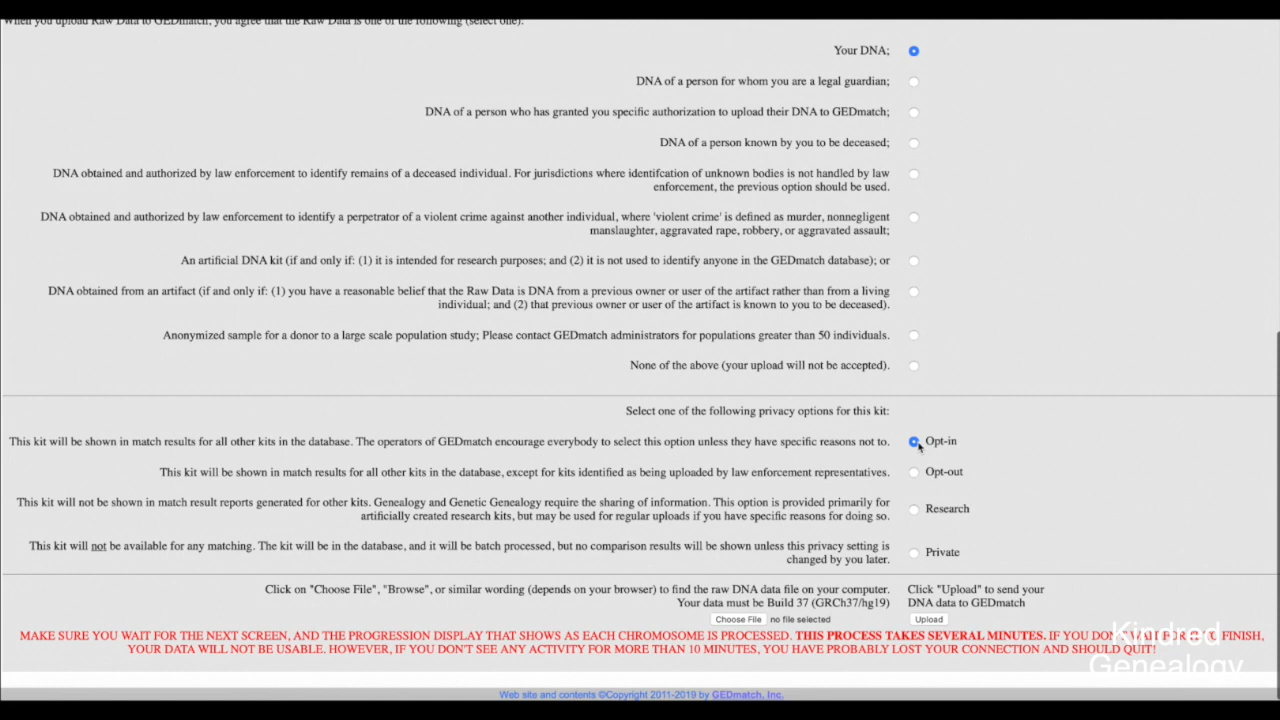 When you upload Raw Data to GEDmatch, you agree that the Raw Data is one of the following (select one):
Your DNA;
DNA of a person for whom you are a legal guardian;
DNA of a person who has granted you specific authorization to upload their DNA to GEDmatch;
DNA of a person known by you to be deceased;
DNA obtained and authorized by law enforcement to identify remains of a deceased individual. For jurisdictions where identifcation of unknown bodies is not handled by law
enforcement, the previous option should be used.
DNA obtained and authorized by law enforcement to identify a perpetrator of a violent crime against another individual, where 'violent crime' is defined as murder, nonnegligent
manslaughter, aggravated rape, robbery, or aggravated assault;
An artificial DNA kit (if and only if: (1) it is intended for research purposes; and (2) it is not used to identify anyone in the GEDmatch database); or
DNA obtained from an artifact (if and only if: (1) you have a reasonable belief that the Raw Data is DNA from a previous owner or user of the artifact rather than from a living
individual; and (2) that previous owner or user of the artifact is known to you to be deceased).
Anonymized sample for a donor to a large scale population study; Please contact GEDmatch administrators for populations greater than 50 individuals.
None of the above (your upload will not be accepted).
Select one of the following privacy options for this kit:
This kit will be shown in match results for all other kits in the database. The operators of GEDmatch encourage everybody to select this option unless they have specific reasons not to. Opt-in
This kit will be shown in match results for all other kits in the database, except for kits identified as being uploaded by law enforcement representatives. Opt-out
This kit will not be shown in match result reports generated for other kits. Genealogy and Genetic Genealogy require the sharing of information. This option is provided primarily for
artificially created research kits, but may be used for regular uploads if you have specific reasons for doing so. Research
This kit will not be available for any matching. The kit will be in the database, and it will be batch processed, but no comparison results will be shown unless this privacy setting is
changed by you later. Private
Click on "Choose File", "Browse", or similar wording (depends on your browser) to find the raw DNA data file on your computer. Click "Upload" to send your
Your data must be Build 37 (GRCh37/hg19) DNA data to GEDmatch
Choose File no file selected Upload
MAKE SURE YOU WAIT FOR THE NEXT SCREEN, AND THE PROGRESSION DISPLAY THAT SHOWS AS EACH CHROMOSOME IS PROCESSED. THIS PROCESS TAKES SEVERAL MINUTES. IF YOU FINISH,
YOUR DATA WILL NOT BE USABLE. HOWEVER, IF YOU DON'T SEE ANY ACTIVITY FOR MORE THAN 10 MINUTES, YOU HAVE PROBABLY LOST YOUR CONNECTION AND SHOULD QUIT!
Kindred
Genealogy
Web site and contents ©Copyright 2011-2019 by GEDmatch, Inc.